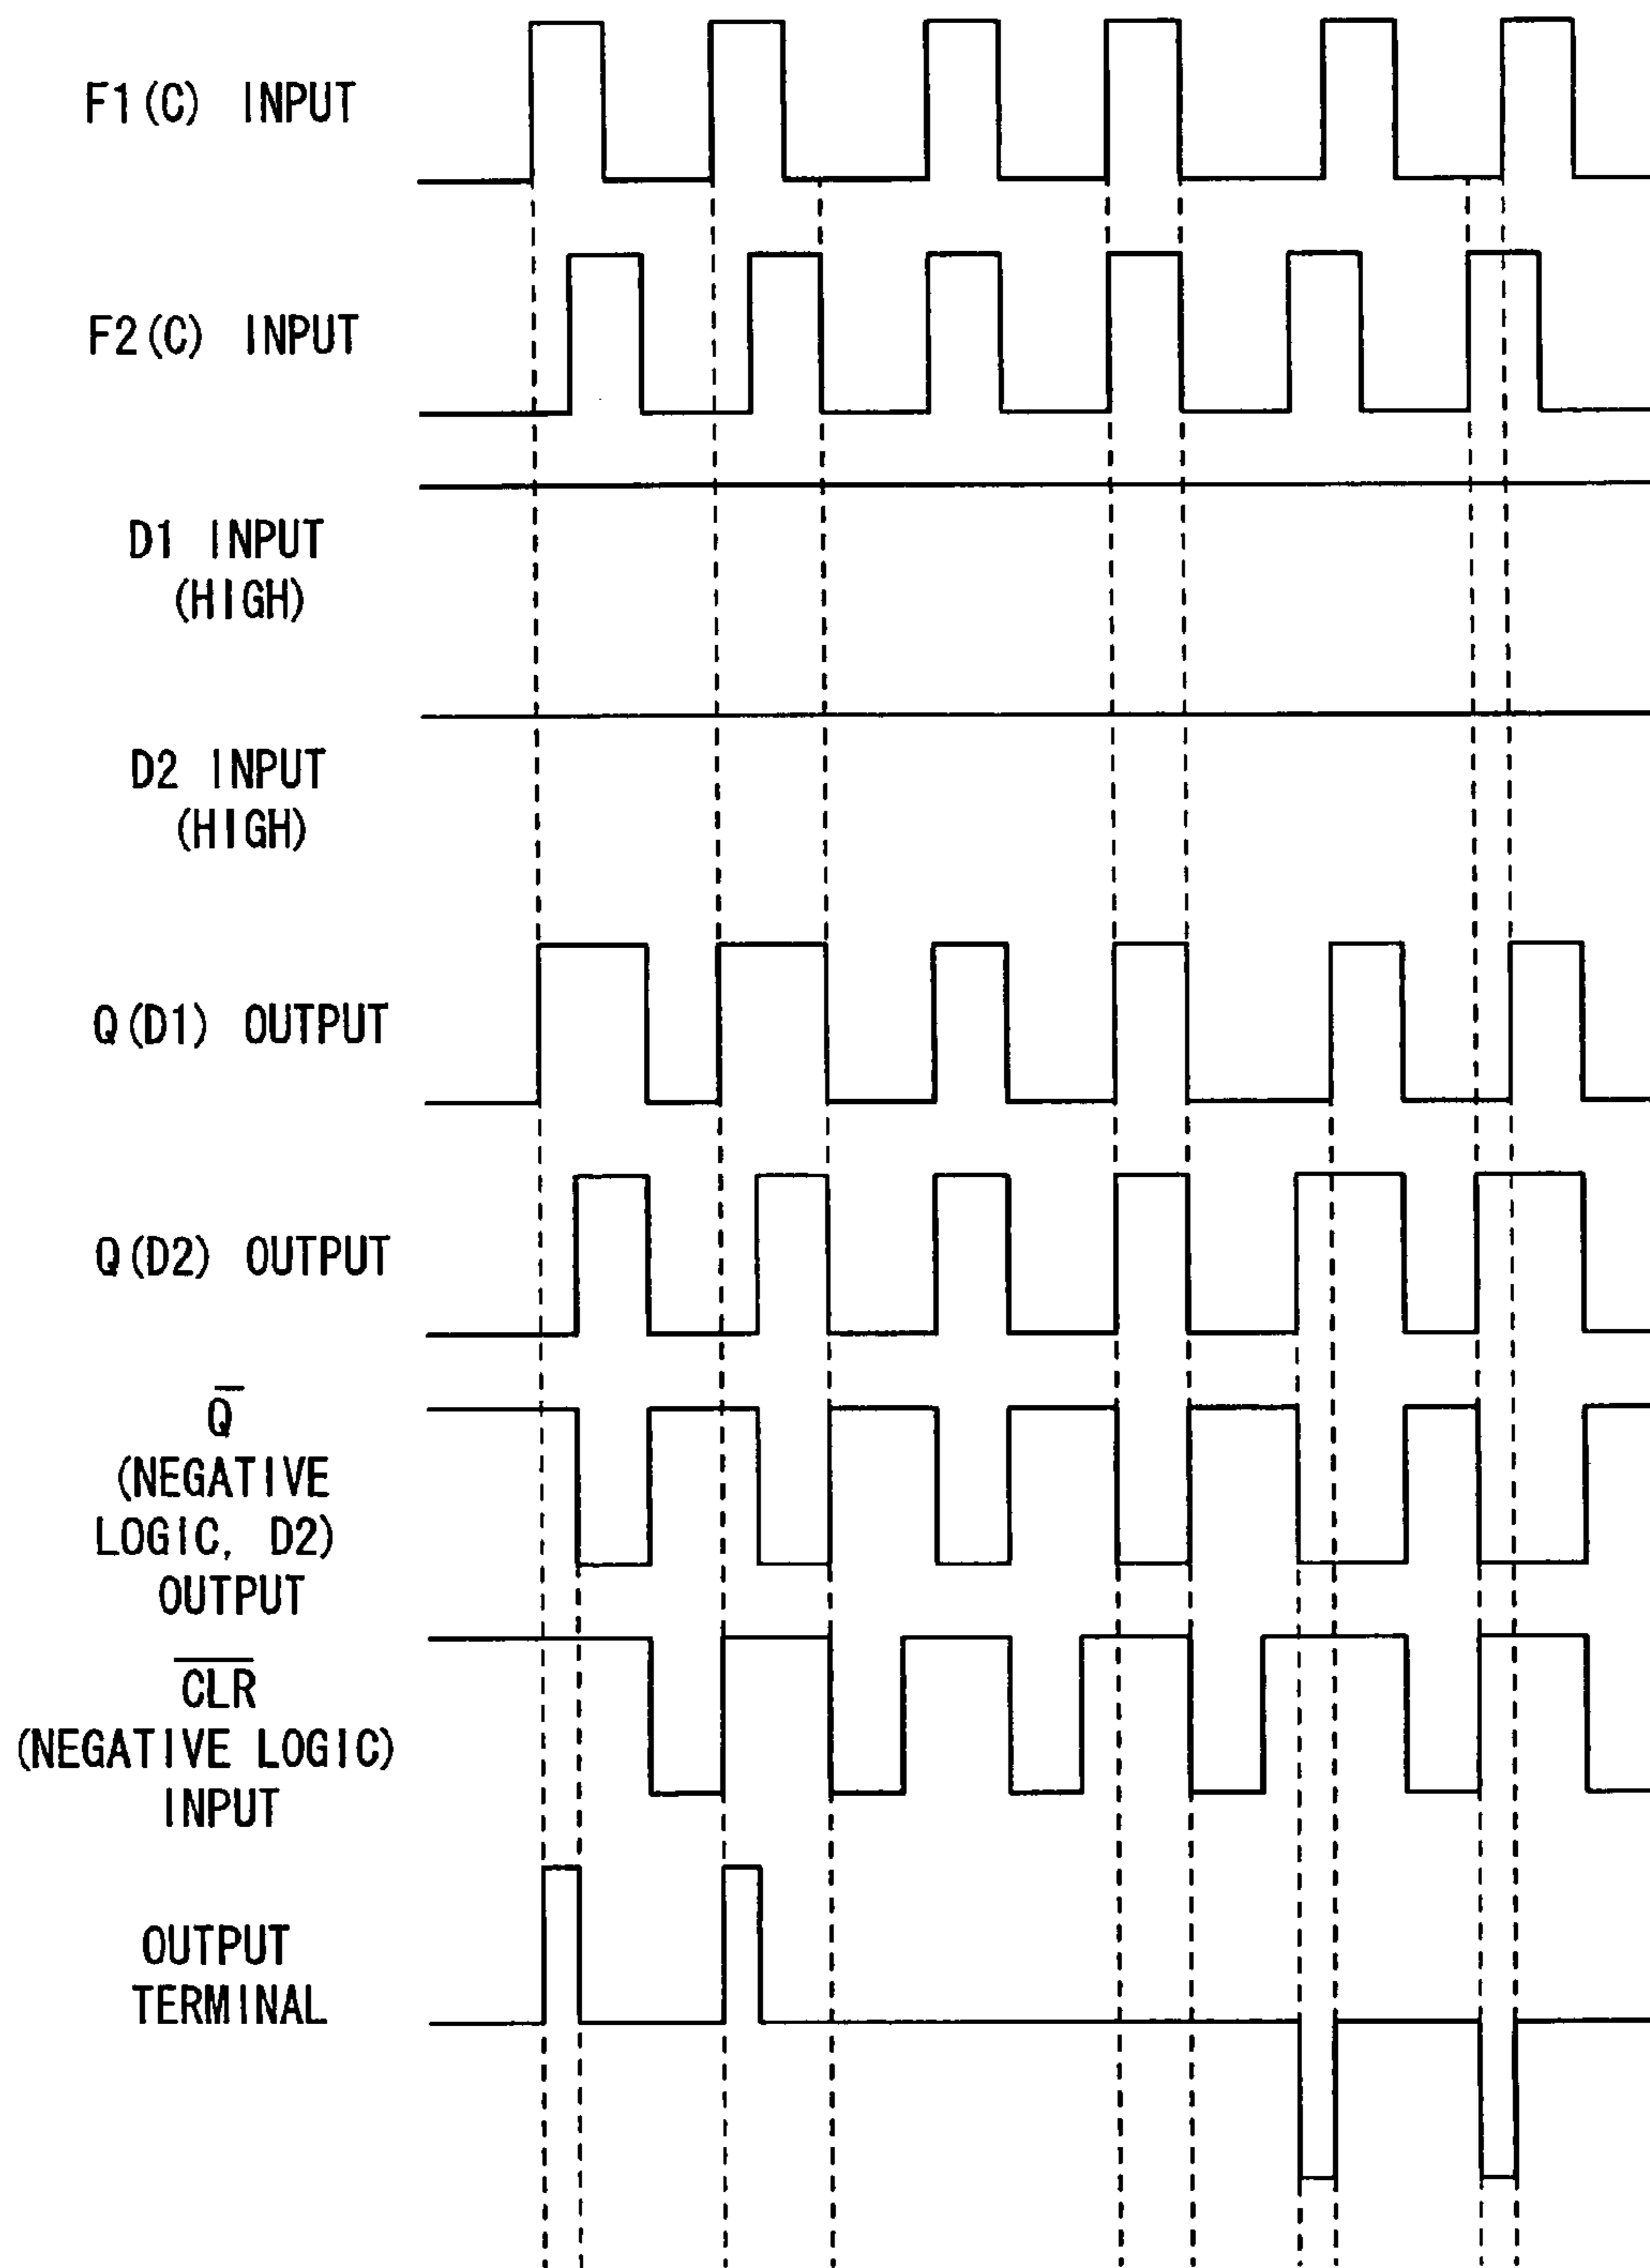 F1(C) INPUT
F2(C) INPUT
D1 INPUT
(HIGH)
D2 INPUT
(HIGH)
Q(D1) OUTPUT
Q(D2) OUTPUT
Q̅
(NEGATIVE
LOGIC, D2)
OUTPUT
C̅L̅R̅
(NEGATIVE LOGIC)
INPUT
OUTPUT
TERMINAL